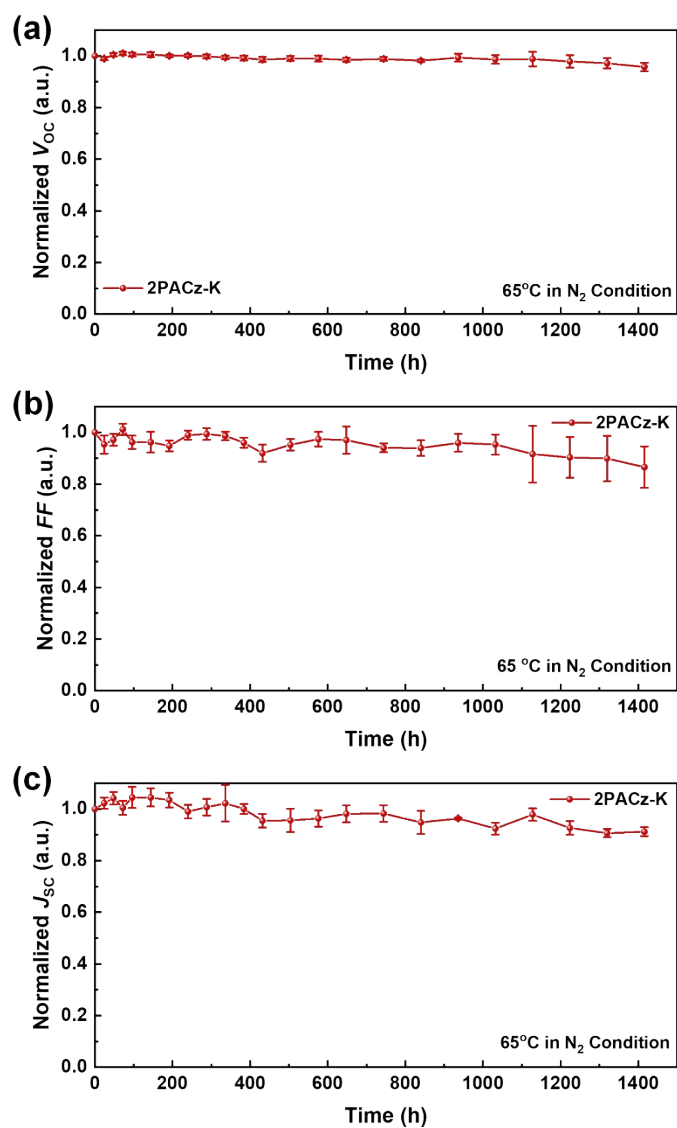 (a)
Normalized V_OC (a.u.)
1.0
0.8
0.6
0.4
0.2
0.0
2PACz-K
65°C in N₂ Condition
0 200 400 600 800 1000 1200 1400
Time (h)
(b)
Normalized FF (a.u.)
1.0
0.8
0.6
0.4
0.2
0.0
2PACz-K
65 °C in N₂ Condition
0 200 400 600 800 1000 1200 1400
Time (h)
(c)
Normalized J_SC (a.u.)
1.0
0.8
0.6
0.4
0.2
0.0
2PACz-K
65°C in N₂ Condition
0 200 400 600 800 1000 1200 1400
Time (h)